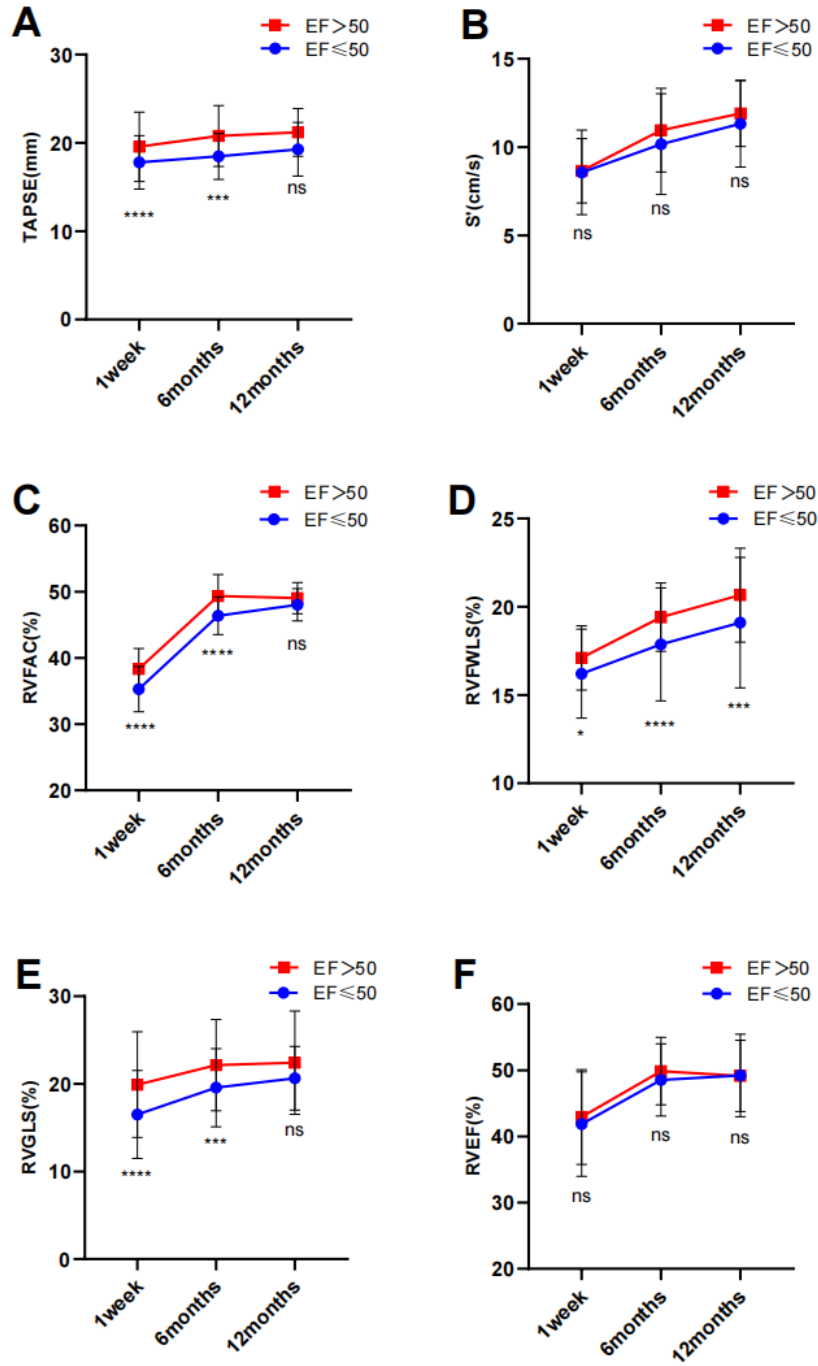 A
EF>50
EF≤50
TAPSE(mm)
30
20
10
0
****
***
ns
1week
6months
12months
B
EF>50
EF≤50
S'(cm/s)
15
10
5
0
ns
ns
ns
1week
6months
12months
C
EF>50
EF≤50
RVFAC(%)
60
50
40
30
20
****
****
ns
1week
6months
12months
D
EF>50
EF≤50
RVFWLS(%)
25
20
15
10
*
****
***
1week
6months
12months
E
EF>50
EF≤50
RVGLS(%)
30
20
10
0
****
***
ns
1week
6months
12months
F
EF>50
EF≤50
RVEF(%)
60
50
40
30
20
ns
ns
ns
1week
6months
12months